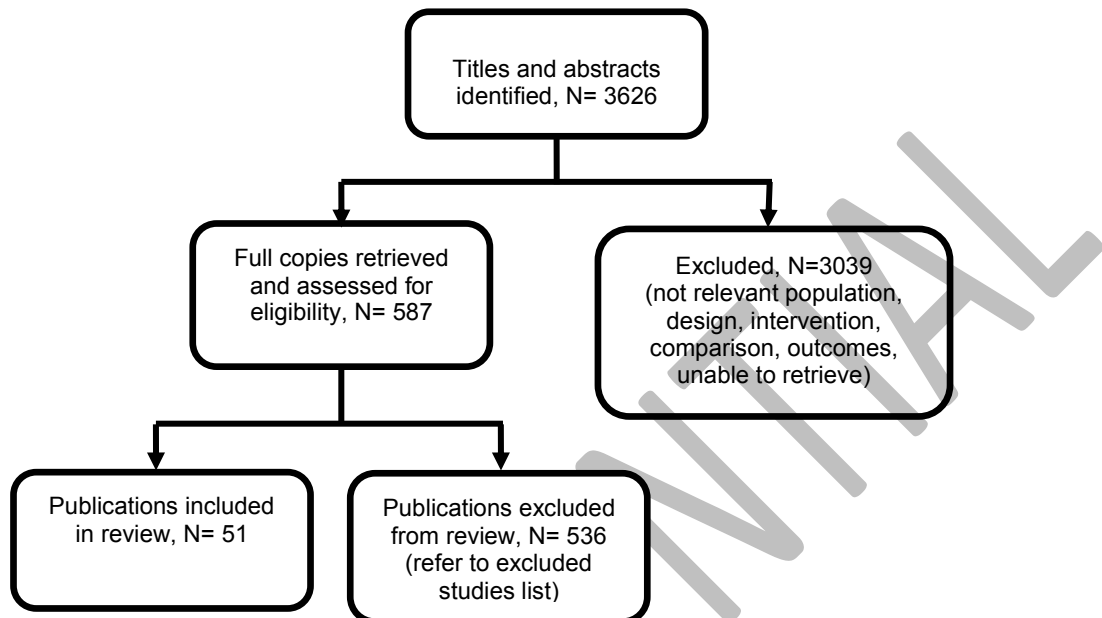 Titles and abstracts
identified, N= 3626
Full copies retrieved
and assessed for
eligibility, N= 587
Excluded, N=3039
(not relevant population,
design, intervention,
comparison, outcomes,
unable to retrieve)
Publications included
in review, N= 51
Publications excluded
from review, N= 536
(refer to excluded
studies list)
NTIAL